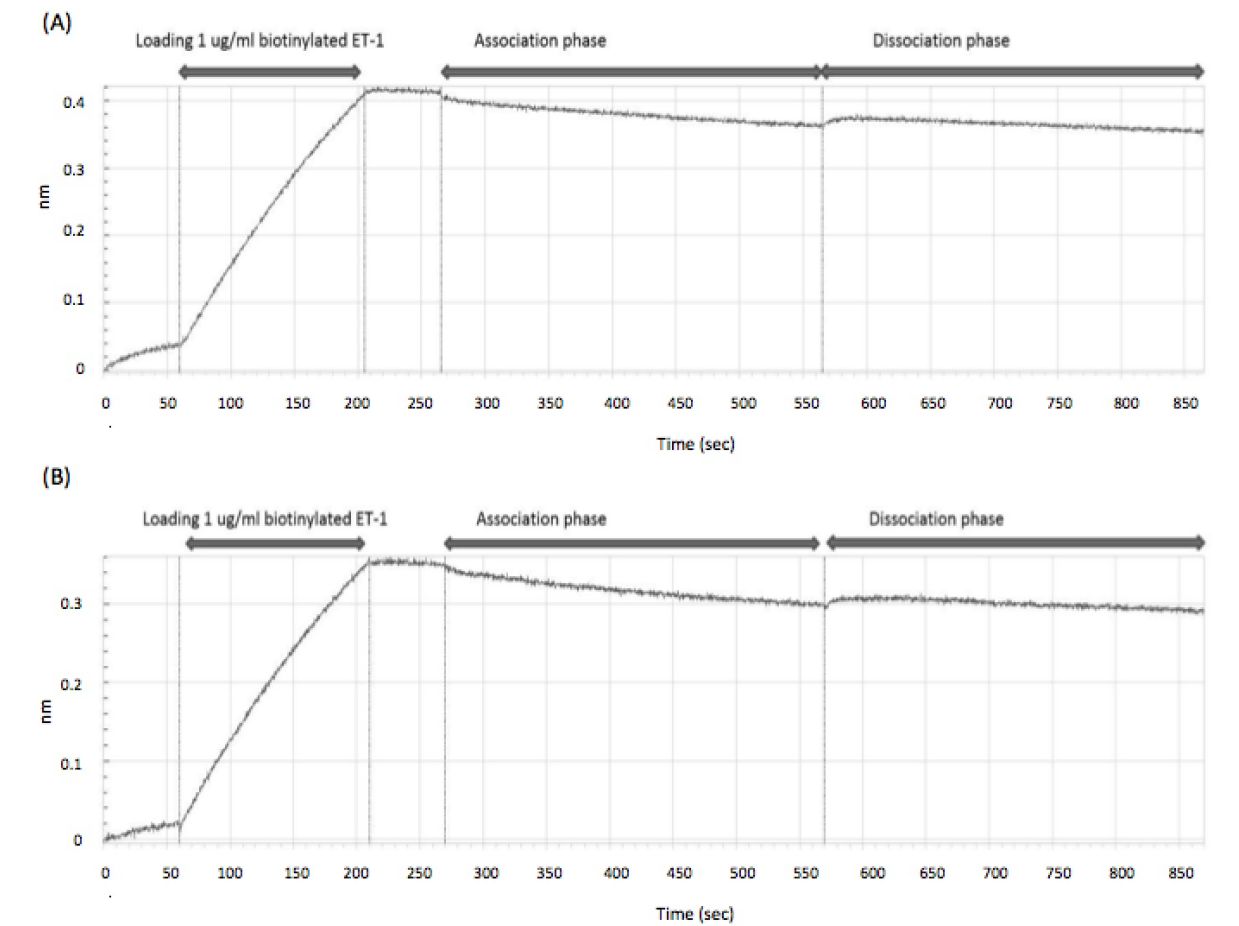 (A)
Loading 1 ug/ml biotinylated ET-1 Association phase Dissociation phase
0.4
0.3
nm
0.2
0.1
0
0 50 100 150 200 250 300 350 400 450 500 550 600 650 700 750 800 850
Time (sec)
(B)
Loading 1 ug/ml biotinylated ET-1 Association phase Dissociation phase
0.3
0.2
nm
0.1
0
0 50 100 150 200 250 300 350 400 450 500 550 600 650 700 750 800 850
Time (sec)